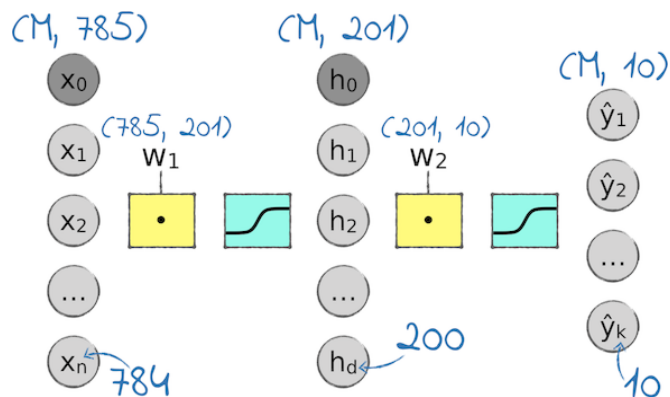 (M, 785)
(M, 201)
(M, 10)
x₀
h₀
ŷ₁
(785, 201)
(201, 10)
x₁
w₁
h₁
w₂
ŷ₂
x₂
h₂
...
...
...
ŷₖ
xₙ
784
h_d
200
10